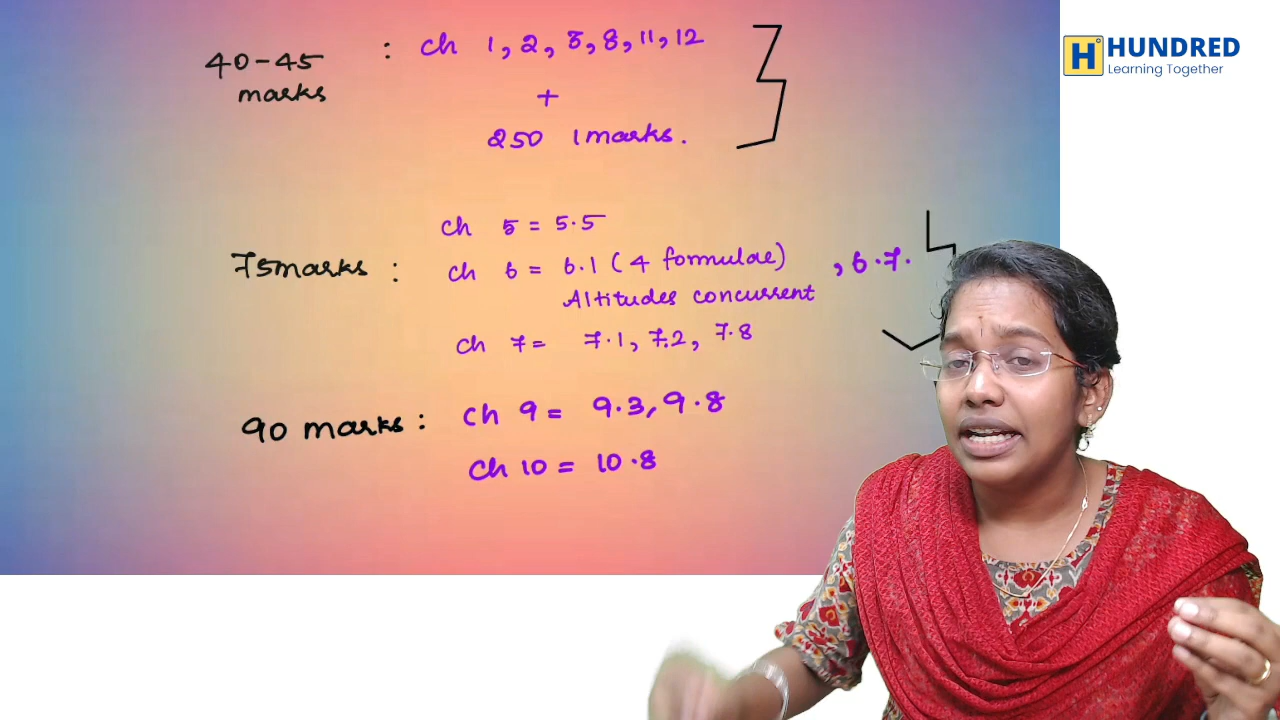 40-45 marks : ch 1, 2, 3, 8, 11, 12
+
250 1 marks.
HUNDRED
Learning Together
ch 5 = 5.5
75marks : ch 6 = 6.1 (4 formulae) , 6.7.
Altitudes concurrent
ch 7 = 7.1, 7.2, 7.8
90 marks : ch 9 = 9.3, 9.8
ch 10 = 10.8